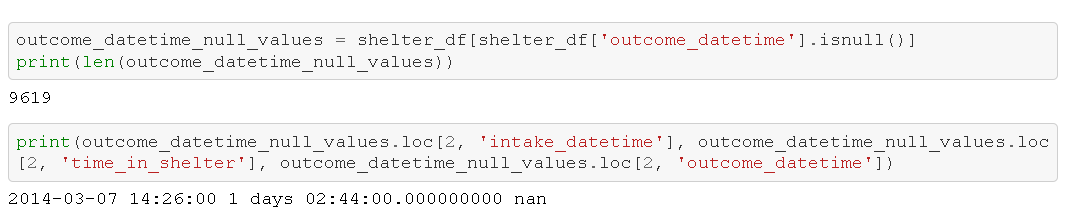 outcome_datetime_null_values = shelter_df[shelter_df['outcome_datetime'].isnull()]
print(len(outcome_datetime_null_values))
9619
print(outcome_datetime_null_values.loc[2, 'intake_datetime'], outcome_datetime_null_values.loc
[2, 'time_in_shelter'], outcome_datetime_null_values.loc[2, 'outcome_datetime'])
2014-03-07 14:26:00 1 days 02:44:00.000000000 nan